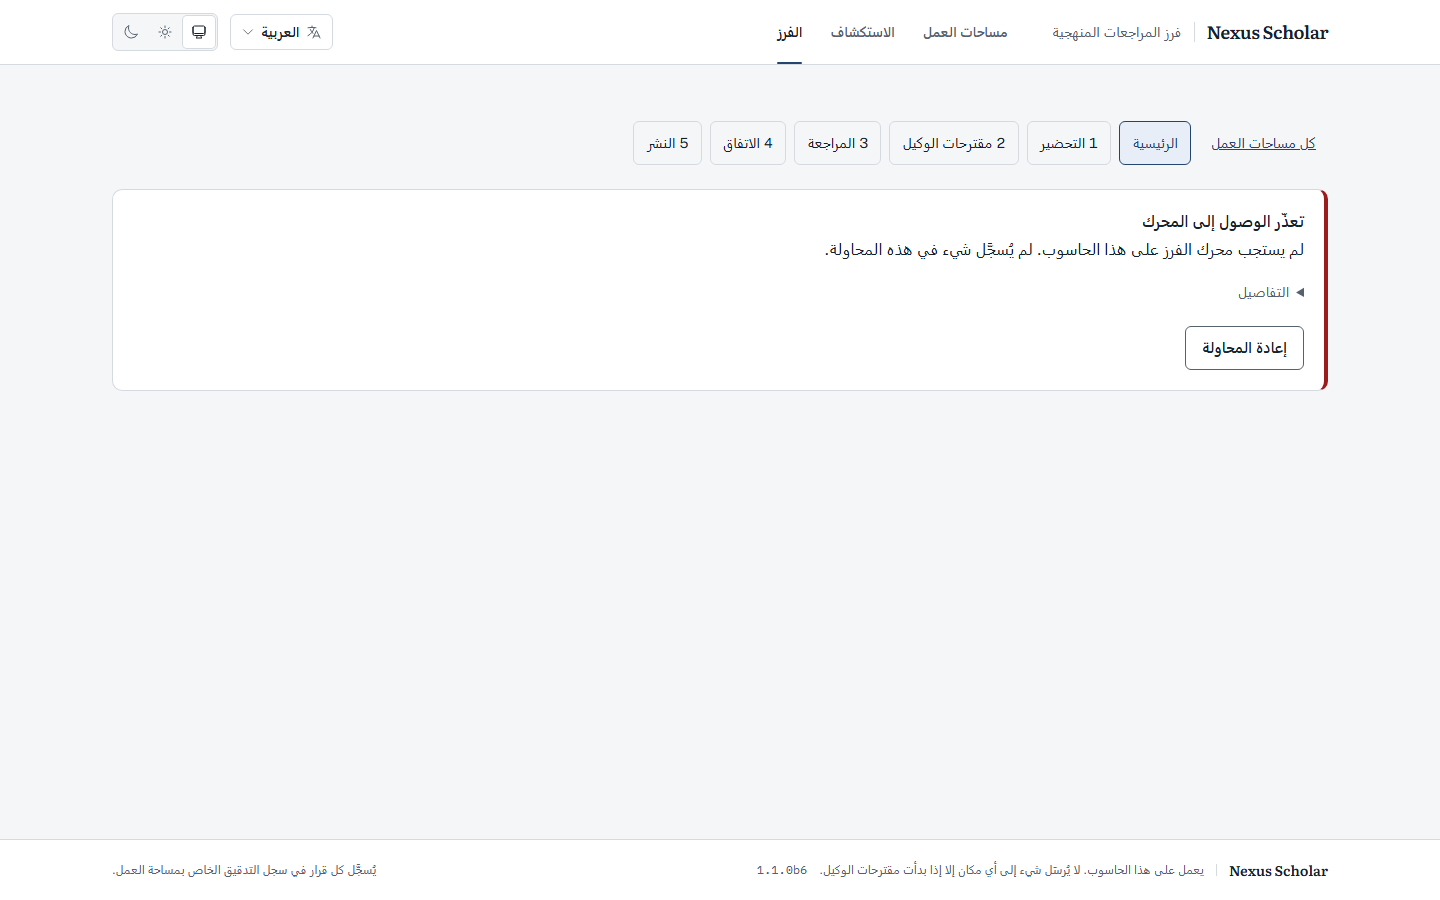 Nexus Scholar
فرز المراجعات المنهجية
مساحات العمل
الاستكشاف
الفرز
العربية
كل مساحات العمل
الرئيسية
1 التحضير
2 مقترحات الوكيل
3 المراجعة
4 الاتفاق
5 النشر
تعذّر الوصول إلى المحرك
لم يستجب محرك الفرز على هذا الحاسوب. لم يُسجَّل شيء في هذه المحاولة.
التفاصيل
إعادة المحاولة
Nexus Scholar
يعمل على هذا الحاسوب. لا يُرسَل شيء إلى أي مكان إلا إذا بدأت مقترحات الوكيل.
1.1.0b6
يُسجَّل كل قرار في سجل التدقيق الخاص بمساحة العمل.